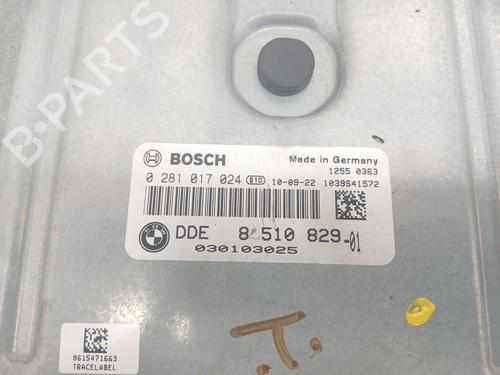 B-PARTS
BOSCH
Made in Germany
1255 0363
0 281 017 024 B10 10-09-22 1039S41572
DDE 8 510 829-01
030103025
8615471663
TRACELABEL
T.